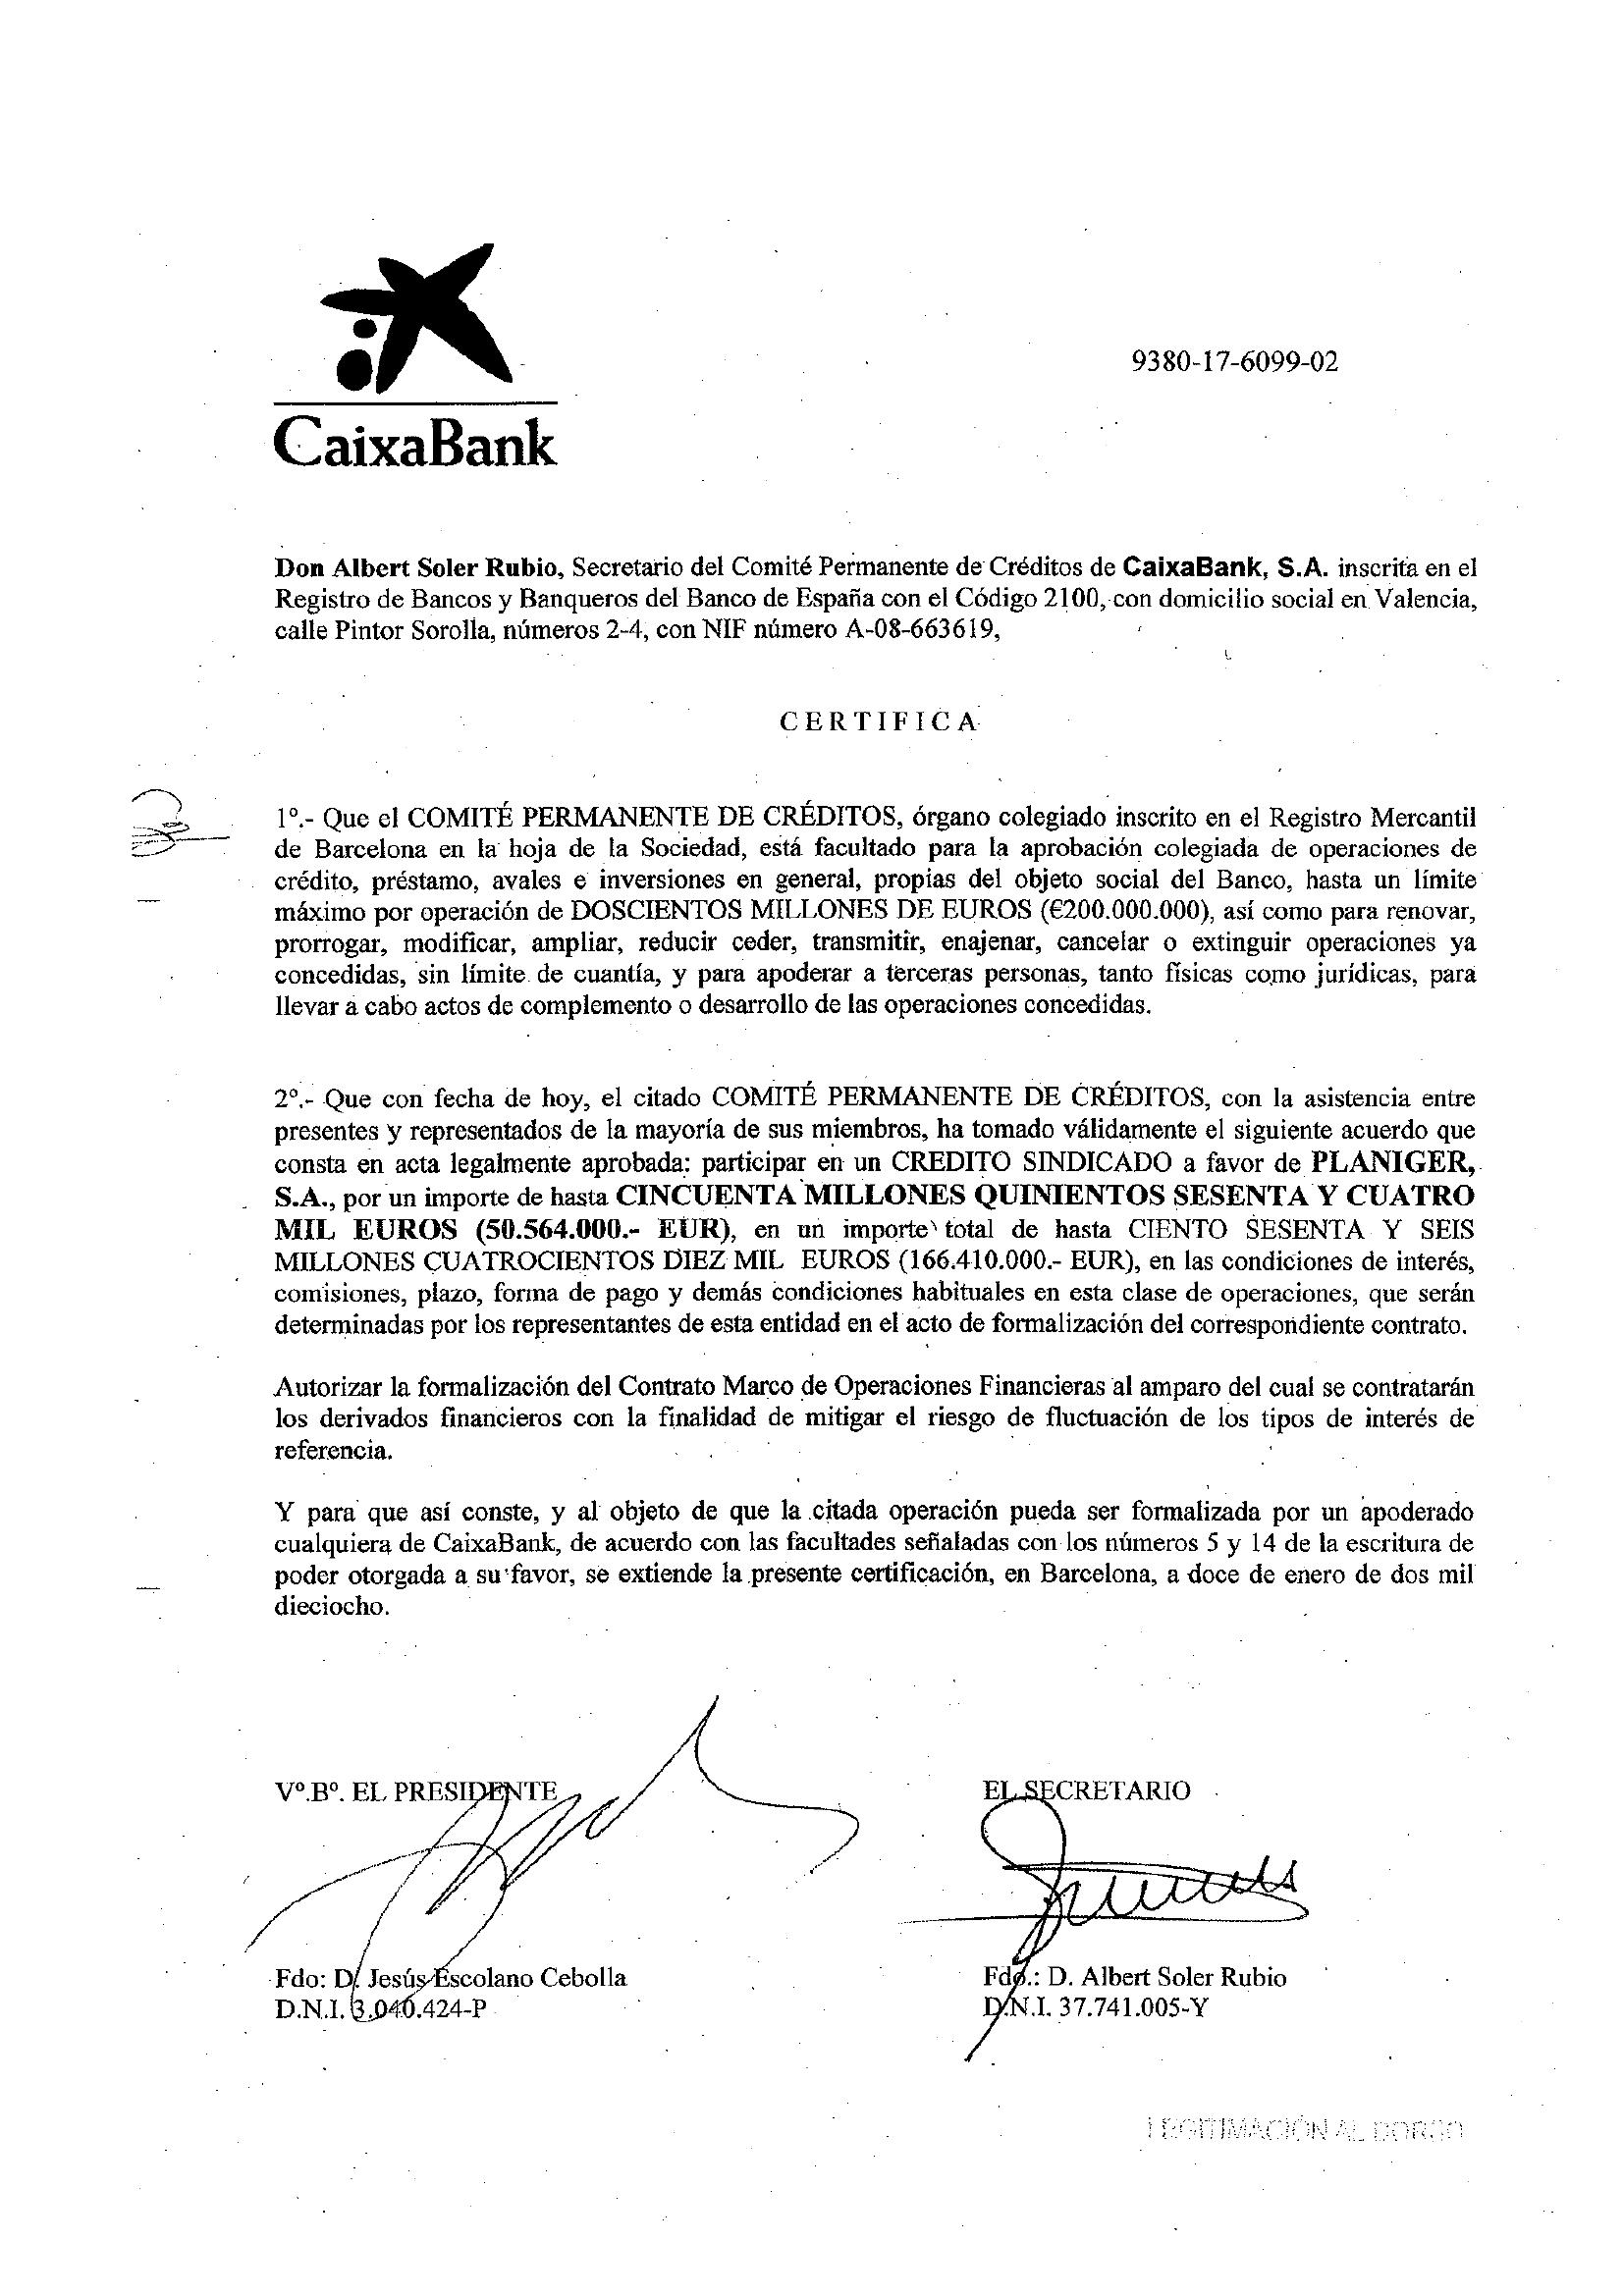 9380-17-6099-02
CaixaBank
Don Albert Soler Rubio, Secretario del Comité Permanente de Créditos de CaixaBank, S.A. inscrita en el
Registro de Bancos y Banqueros del Banco de España con el Código 2100, con domicilio social en Valencia,
calle Pintor Sorolla, números 2-4, con NIF número A-08-663619,
CERTIFICA
1º.- Que el COMITÉ PERMANENTE DE CRÉDITOS, órgano colegiado inscrito en el Registro Mercantil
de Barcelona en la hoja de la Sociedad, está facultado para la aprobación colegiada de operaciones de
crédito, préstamo, avales e inversiones en general, propias del objeto social del Banco, hasta un límite
máximo por operación de DOSCIENTOS MILLONES DE EUROS (€200.000.000), así como para renovar,
prorrogar, modificar, ampliar, reducir ceder, transmitir, enajenar, cancelar o extinguir operaciones ya
concedidas, sin límite de cuantía, y para apoderar a terceras personas, tanto físicas como jurídicas, para
llevar a cabo actos de complemento o desarrollo de las operaciones concedidas.
2º.- Que con fecha de hoy, el citado COMITÉ PERMANENTE DE CRÉDITOS, con la asistencia entre
presentes y representados de la mayoría de sus miembros, ha tomado válidamente el siguiente acuerdo que
consta en acta legalmente aprobada: participar en un CREDITO SINDICADO a favor de PLANIGER,
S.A., por un importe de hasta CINCUENTA MILLONES QUINIENTOS SESENTA Y CUATRO
MIL EUROS (50.564.000.- EUR), en un importe total de hasta CIENTO SESENTA Y SEIS
MILLONES CUATROCIENTOS DIEZ MIL EUROS (166.410.000.- EUR), en las condiciones de interés,
comisiones, plazo, forma de pago y demás condiciones habituales en esta clase de operaciones, que serán
determinadas por los representantes de esta entidad en el acto de formalización del correspondiente contrato.
Autorizar la formalización del Contrato Marco de Operaciones Financieras al amparo del cual se contratarán
los derivados financieros con la finalidad de mitigar el riesgo de fluctuación de los tipos de interés de
referencia.
Y para que así conste, y al objeto de que la citada operación pueda ser formalizada por un apoderado
cualquiera de CaixaBank, de acuerdo con las facultades señaladas con los números 5 y 14 de la escritura de
poder otorgada a su favor, se extiende la presente certificación, en Barcelona, a doce de enero de dos mil
dieciocho.
Vº.Bº. EL PRESIDENTE
EL SECRETARIO
Fdo: D. Jesús Escolano Cebolla
D.N.I. 3.040.424-P
Fdo.: D. Albert Soler Rubio
D.N.I. 37.741.005-Y
LEGITIMACIÓN AL DORSO